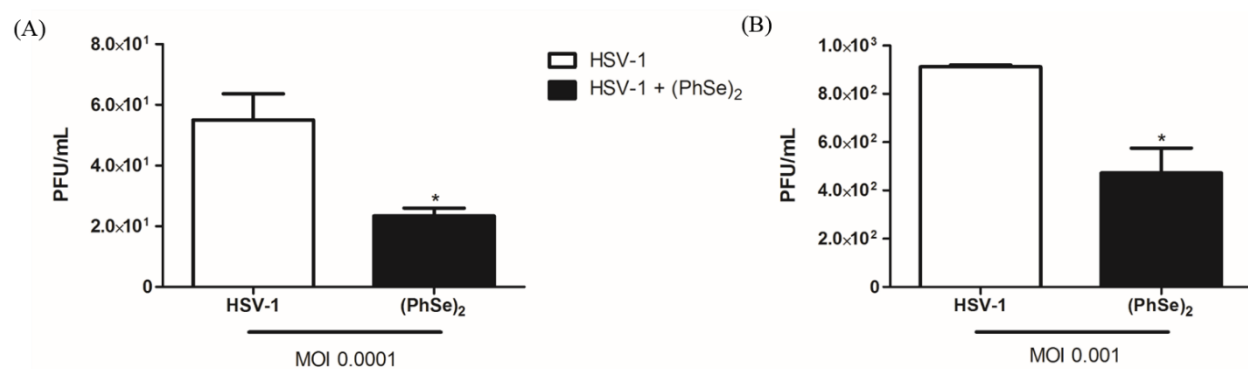 (A)
8.0×10¹
6.0×10¹
4.0×10¹
2.0×10¹
0
PFU/mL
HSV-1
(PhSe)₂
MOI 0.0001
HSV-1
HSV-1 + (PhSe)₂
*
(B)
1.0×10³
8.0×10²
6.0×10²
4.0×10²
2.0×10²
0
PFU/mL
*
HSV-1
(PhSe)₂
MOI 0.001